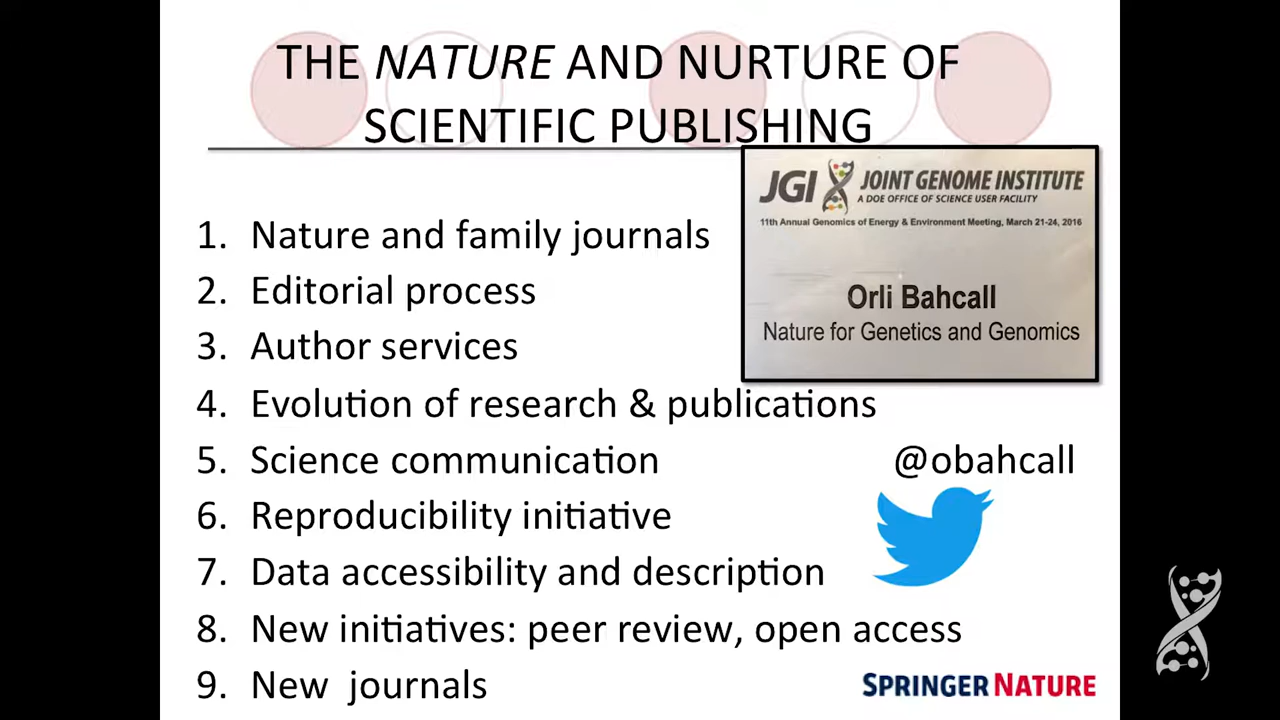 THE NATURE AND NURTURE OF
SCIENTIFIC PUBLISHING
JGI JOINT GENOME INSTITUTE
A DOE OFFICE OF SCIENCE USER FACILITY
11th Annual Genomics of Energy & Environment Meeting, March 21-24, 2016
Orli Bahcall
Nature for Genetics and Genomics
1. Nature and family journals
2. Editorial process
3. Author services
4. Evolution of research & publications
5. Science communication
@obahcall
6. Reproducibility initiative
7. Data accessibility and description
8. New initiatives: peer review, open access
9. New journals
SPRINGER NATURE